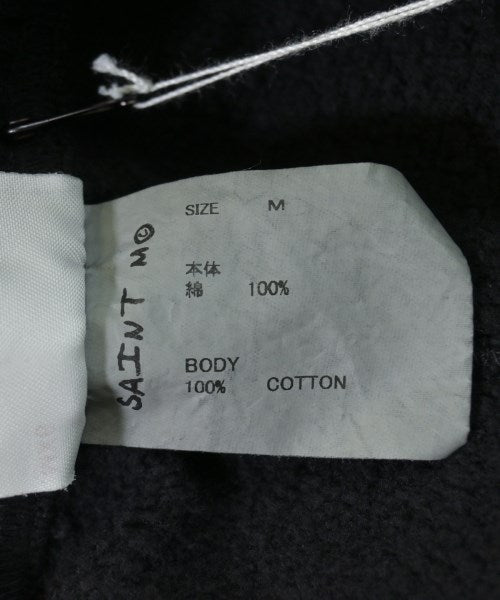 SAINT M©
SIZE M
本体
綿 100%
BODY
100% COTTON